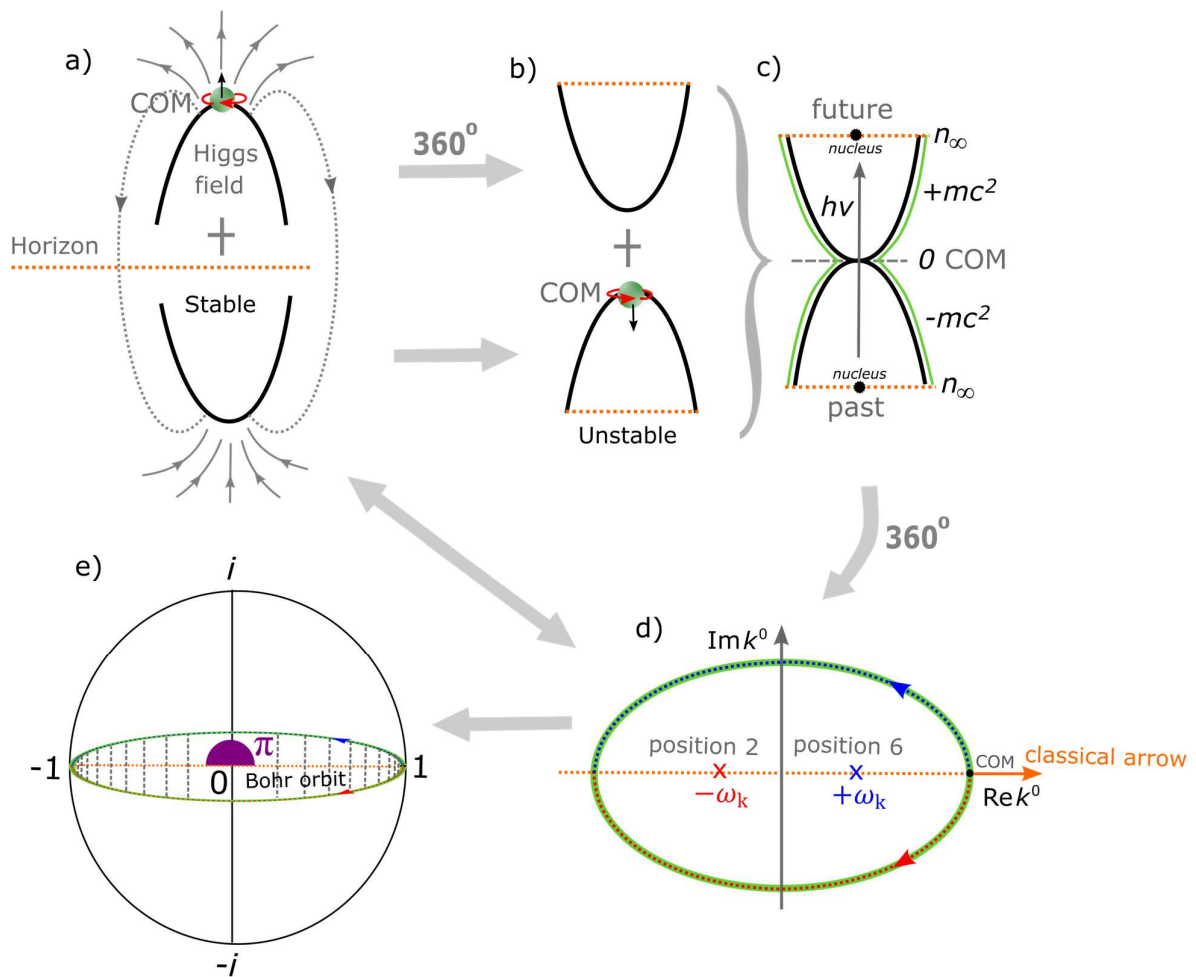 a)
COM
Higgs
field
+
Horizon
Stable
360°
b)
+
COM
Unstable
c)
future
nucleus
n∞
+mc²
hν
0 COM
-mc²
nucleus
n∞
past
360°
d)
Imk⁰
position 2
position 6
COM
classical arrow
−ωk
+ωk
Rek⁰
e)
i
π
-1
0
Bohr orbit
1
-i